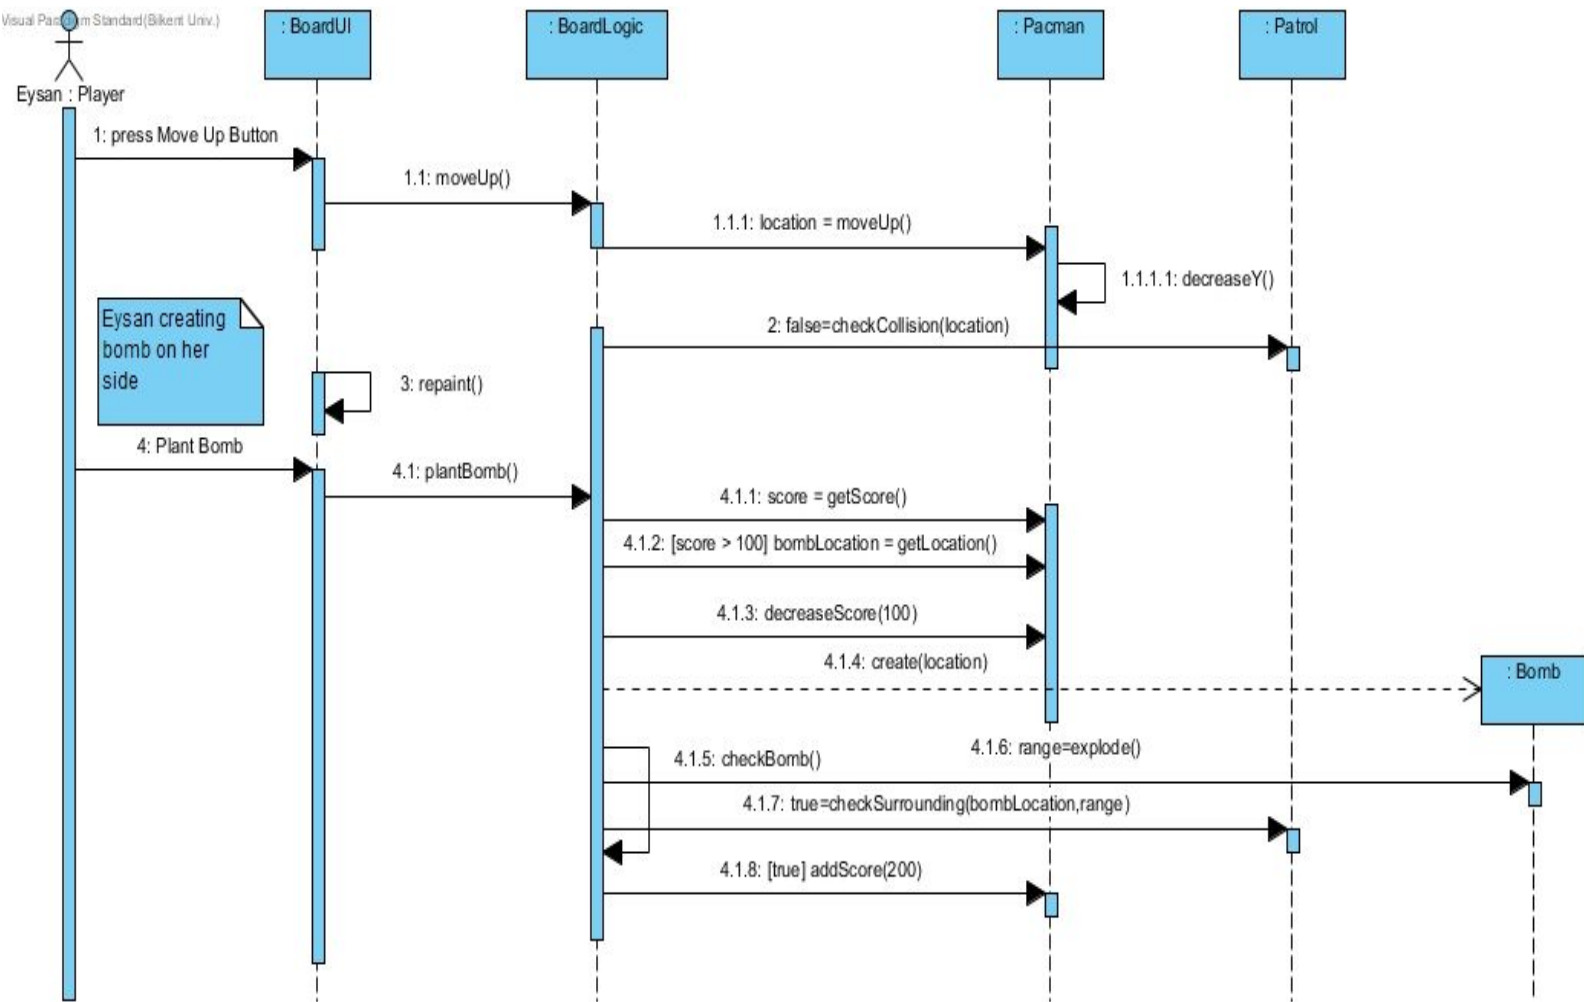 Visual Paradigm Standard(Bilkent Univ.)
: BoardUI
: BoardLogic
: Pacman
: Patrol
Eysan : Player
1: press Move Up Button
1.1: moveUp()
1.1.1: location = moveUp()
1.1.1.1: decreaseY()
Eysan creating
bomb on her
side
2: false=checkCollision(location)
3: repaint()
4: Plant Bomb
4.1: plantBomb()
4.1.1: score = getScore()
4.1.2: [score > 100] bombLocation = getLocation()
4.1.3: decreaseScore(100)
4.1.4: create(location)
: Bomb
4.1.5: checkBomb()
4.1.6: range=explode()
4.1.7: true=checkSurrounding(bombLocation,range)
4.1.8: [true] addScore(200)